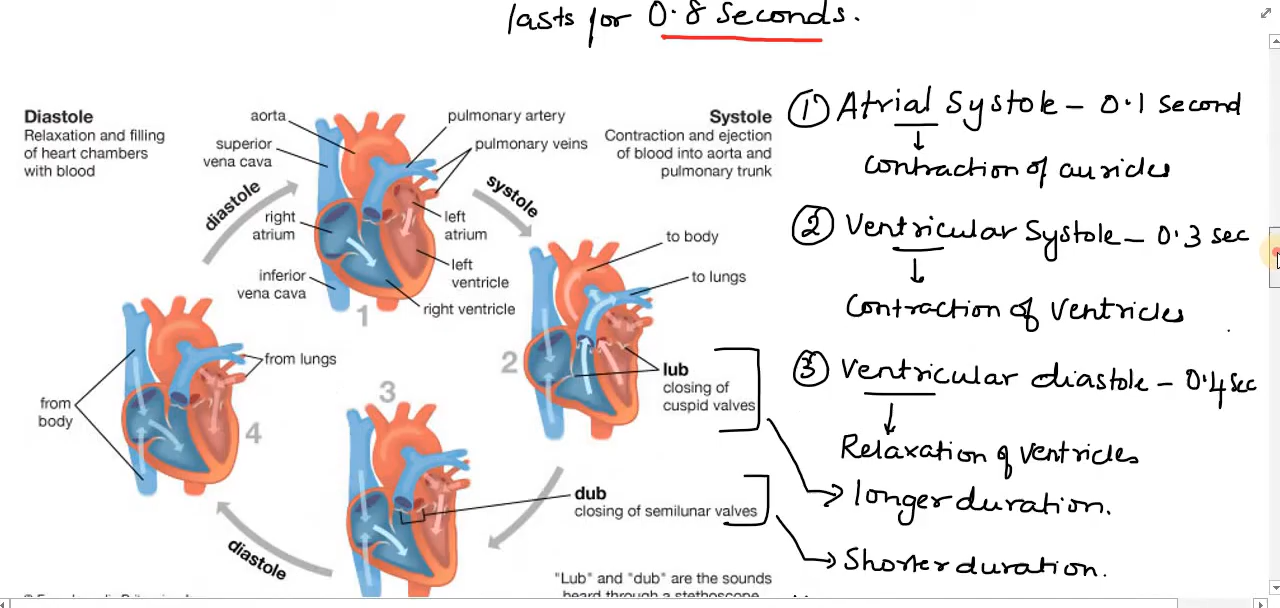 lasts for 0.8 seconds.
Diastole
Relaxation and filling
of heart chambers
with blood
aorta
superior
vena cava
diastole
right
atrium
inferior
vena cava
pulmonary artery
pulmonary veins
systole
left
atrium
left
ventricle
right ventricle
1
Systole
Contraction and ejection
of blood into aorta and
pulmonary trunk
to body
to lungs
2
lub
closing of
cuspid valves
3
dub
closing of semilunar valves
diastole
from lungs
from
body
4
"Lub" and "dub" are the sounds
heard through a stethoscope
① Atrial Systole – 0.1 second
Contraction of auricles
② Ventricular Systole – 0.3 sec
Contraction of Ventricles
③ Ventricular diastole – 0.4 sec
Relaxation of ventricles
longer duration.
Shorter duration.